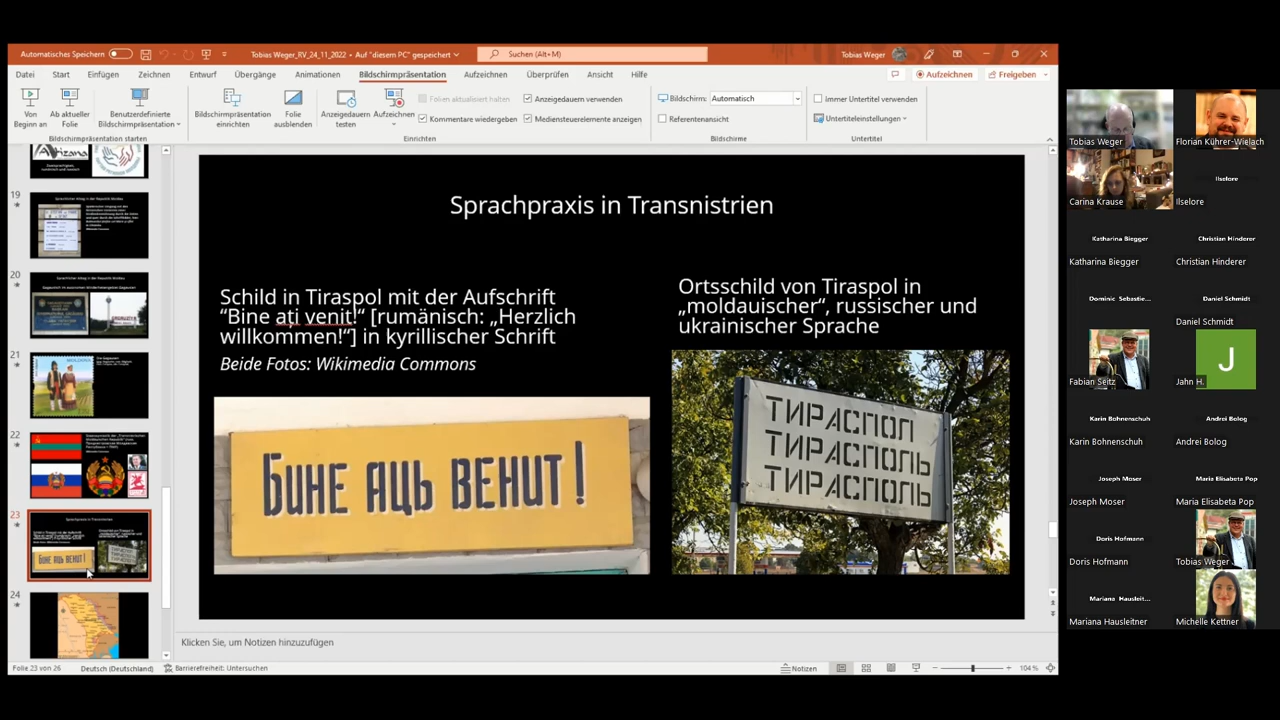 Automatisches Speichern
Tobias Weger_RV_24_11_2022 • Auf "diesem PC" gespeichert
Suchen (Alt+M)
Tobias Weger
Datei Start Einfügen Zeichnen Entwurf Übergänge Animationen Bildschirmpräsentation Aufzeichnen Überprüfen Ansicht Hilfe
Aufzeichnen Freigeben
Von Beginn an
Ab aktueller Folie
Benutzerdefinierte Bildschirmpräsentation
Bildschirmpräsentation starten
Bildschirmpräsentation einrichten
Folie ausblenden
Anzeigedauern testen
Aufzeichnen
Folien aktualisiert halten
Kommentare wiedergeben
Anzeigedauern verwenden
Mediensteuerelemente anzeigen
Einrichten
Bildschirm: Automatisch
Referentenansicht
Bildschirme
Immer Untertitel verwenden
Untertiteleinstellungen
Untertitel
19
20
21
22
23
24
Sprachpraxis in Transnistrien
Schild in Tiraspol mit der Aufschrift
“Bine ați venit!“ [rumänisch: „Herzlich
willkommen!“] in kyrillischer Schrift
Beide Fotos: Wikimedia Commons
БИНЕ АЦЬ ВЕНИТ!
Ortsschild von Tiraspol in
„moldauischer“, russischer und
ukrainischer Sprache
ТИРАСПОЛ
ТИРАСПОЛЬ
ТИРАСПОЛЬ
Klicken Sie, um Notizen hinzuzufügen
Folie 23 von 26 Deutsch (Deutschland) Barrierefreiheit: Untersuchen
Notizen
104 %
Tobias Weger
Florian Kührer-Wielach
Carina Krause
Ilselore
Ilselore
Katharina Biegger
Katharina Biegger
Christian Hinderer
Christian Hinderer
Dominic Sebastie...
Daniel Schmidt
Daniel Schmidt
Fabian Seitz
J
Jahn H.
Karin Bohnenschuh
Karin Bohnenschuh
Andrei Bolog
Andrei Bolog
Joseph Moser
Joseph Moser
Maria Elisabeta Pop
Maria Elisabeta Pop
Doris Hofmann
Doris Hofmann
Tobias Weger
Mariana Hausleit...
Mariana Hausleitner
Michelle Kettner